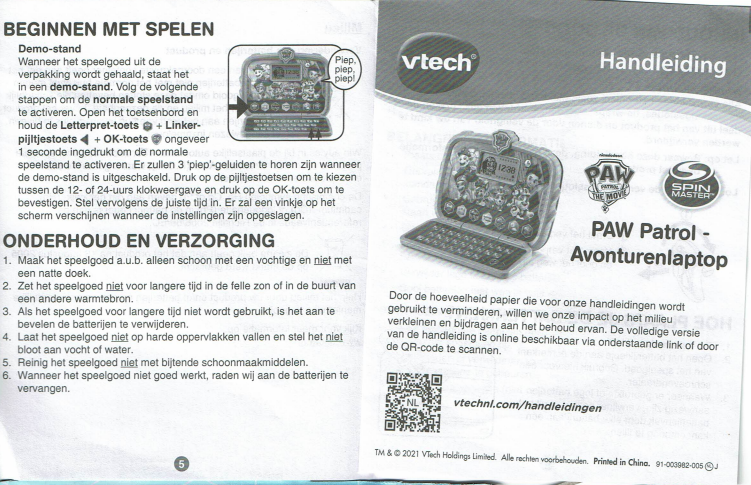 BEGINNEN MET SPELEN
Demo-stand
Wanneer het speelgoed uit de
verpakking wordt gehaald, staat het
in een demo-stand. Volg de volgende
stappen om de normale speelstand
te activeren. Open het toetsenbord en
houd de Letterpret-toets + Linker-
pijltjestoets + OK-toets ongeveer
1 seconde ingedrukt om de normale
speelstand te activeren. Er zullen 3 'piep'-geluiden te horen zijn wanneer
de demo-stand is uitgeschakeld. Druk op de pijltjestoetsen om te kiezen
tussen de 12- of 24-uurs klokweergave en druk op de OK-toets om te
bevestigen. Stel vervolgens de juiste tijd in. Er zal een vinkje op het
scherm verschijnen wanneer de instellingen zijn opgeslagen.
Piep,
piep,
piep!
ONDERHOUD EN VERZORGING
1. Maak het speelgoed a.u.b. alleen schoon met een vochtige en niet met
een natte doek.
2. Zet het speelgoed niet voor langere tijd in de felle zon of in de buurt van
een andere warmtebron.
3. Als het speelgoed voor langere tijd niet wordt gebruikt, is het aan te
bevelen de batterijen te verwijderen.
4. Laat het speelgoed niet op harde oppervlakken vallen en stel het niet
bloot aan vocht of water.
5. Reinig het speelgoed niet met bijtende schoonmaakmiddelen.
6. Wanneer het speelgoed niet goed werkt, raden wij aan de batterijen te
vervangen.
5
vtech
Handleiding
nickelodeon
PAW
PATROL
THE MOVIE
SPIN
MASTER
PAW Patrol -
Avonturenlaptop
Door de hoeveelheid papier die voor onze handleidingen wordt
gebruikt te verminderen, willen we onze impact op het milieu
verkleinen en bijdragen aan het behoud ervan. De volledige versie
van de handleiding is online beschikbaar via onderstaande link of door
de QR-code te scannen.
NL
vtechnl.com/handleidingen
TM & © 2021 VTech Holdings Limited. Alle rechten voorbehouden. Printed in China. 91-003982-005 NL J